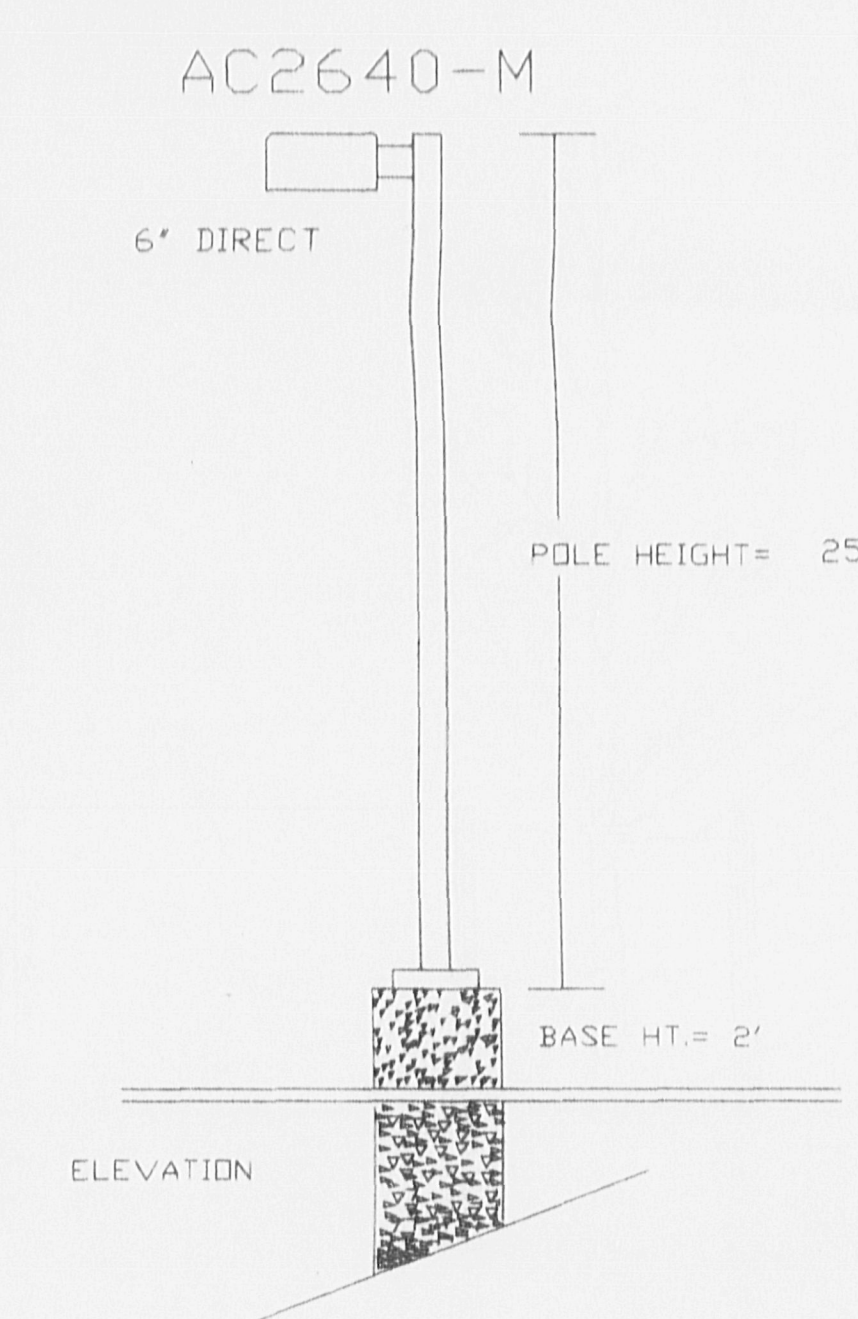 AC2640-M
6" DIRECT
POLE HEIGHT= 25
BASE HT.= 2'
ELEVATION